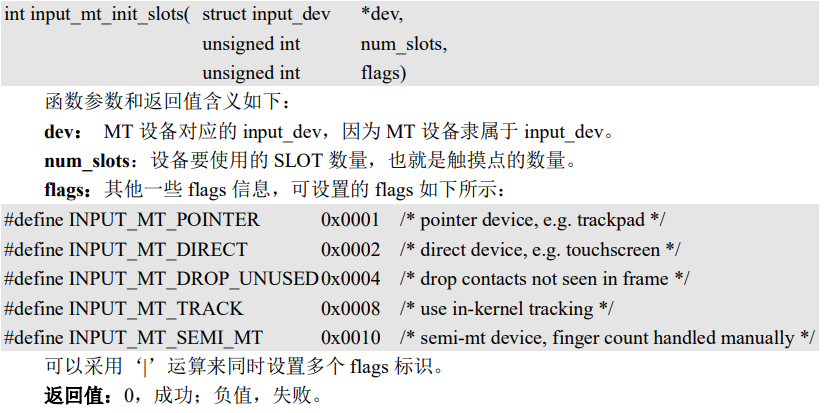 int input_mt_init_slots( struct input_dev *dev,
unsigned int num_slots,
unsigned int flags)
函数参数和返回值含义如下：
dev： MT 设备对应的 input_dev，因为 MT 设备隶属于 input_dev。
num_slots：设备要使用的 SLOT 数量，也就是触摸点的数量。
flags：其他一些 flags 信息，可设置的 flags 如下所示：
#define INPUT_MT_POINTER 0x0001 /* pointer device, e.g. trackpad */
#define INPUT_MT_DIRECT 0x0002 /* direct device, e.g. touchscreen */
#define INPUT_MT_DROP_UNUSED 0x0004 /* drop contacts not seen in frame */
#define INPUT_MT_TRACK 0x0008 /* use in-kernel tracking */
#define INPUT_MT_SEMI_MT 0x0010 /* semi-mt device, finger count handled manually */
可以采用‘|’运算来同时设置多个 flags 标识。
返回值：0，成功；负值，失败。